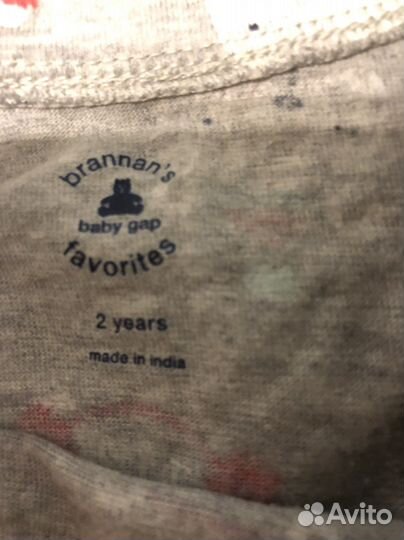 brannan's
baby gap
favorites
2 years
made in india
Avito